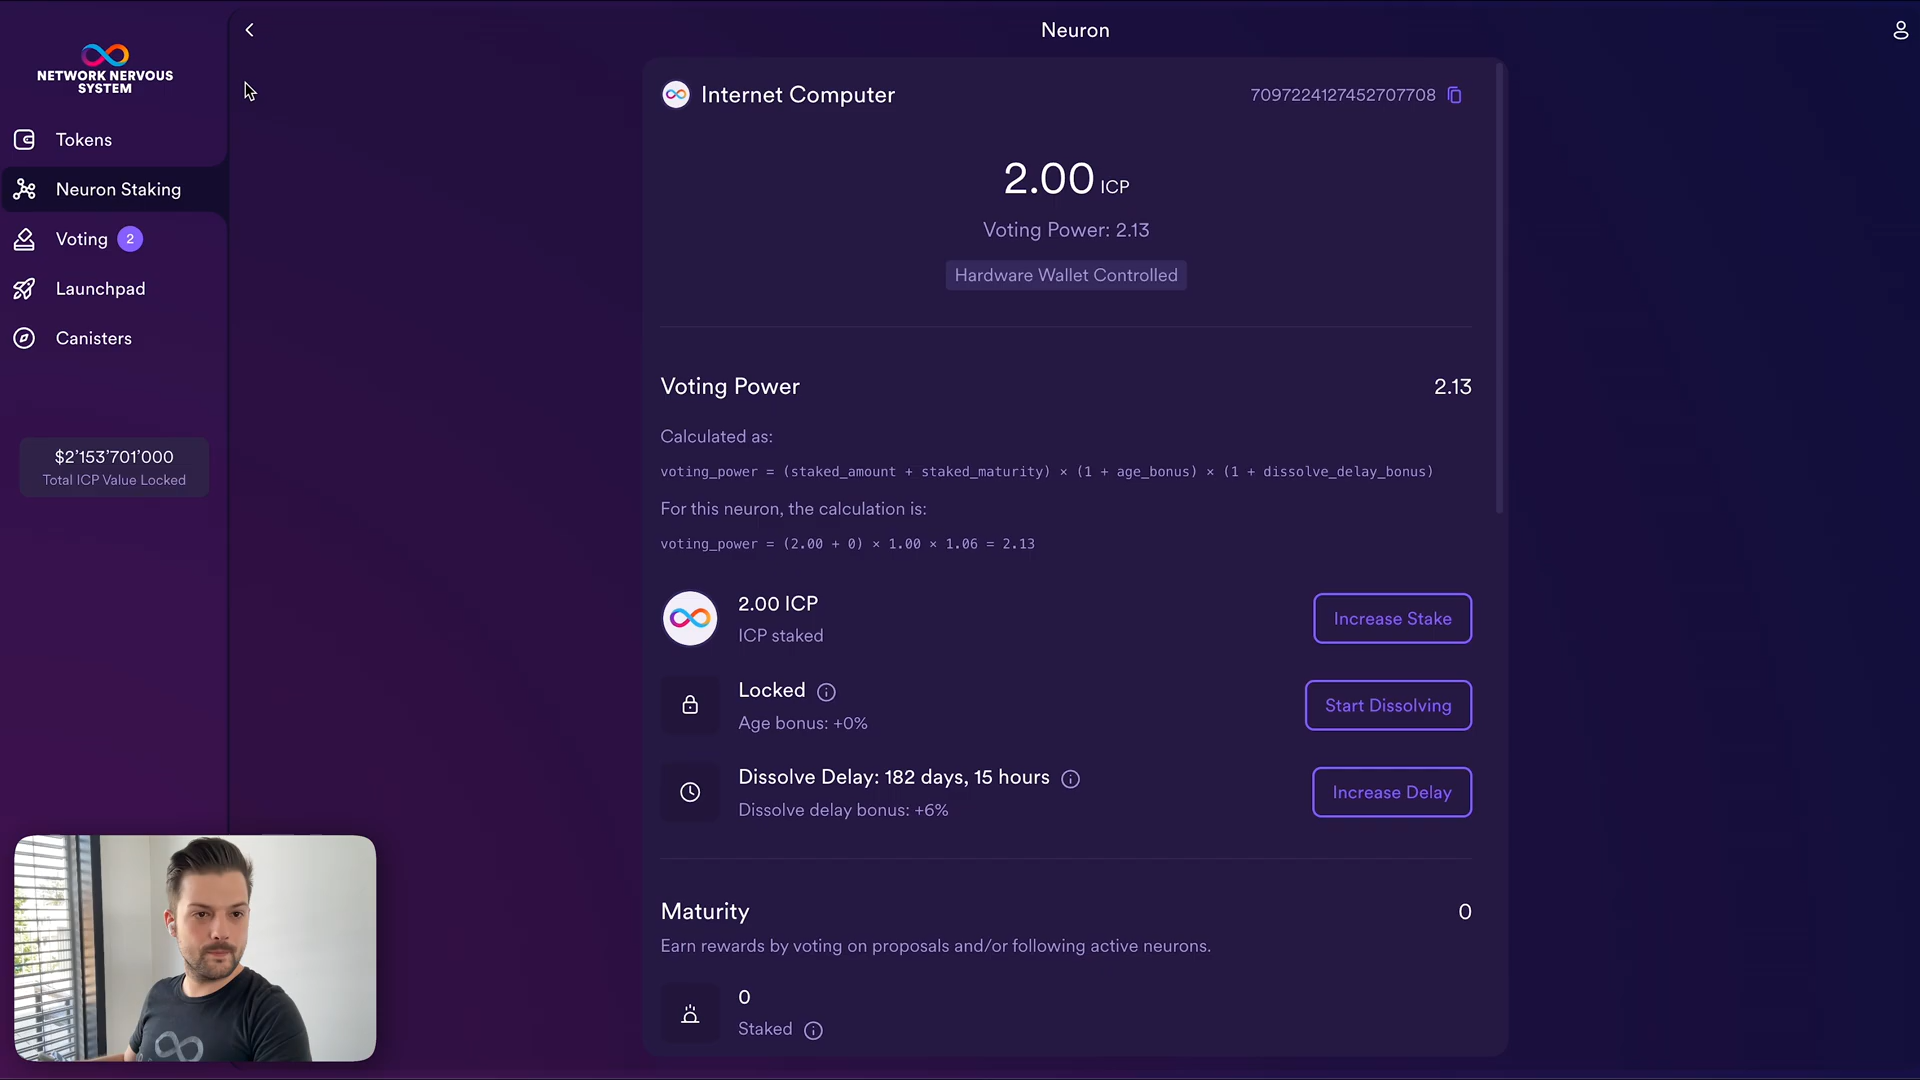 NETWORK NERVOUS
SYSTEM
Tokens
Neuron Staking
Voting 2
Launchpad
Canisters
$2’153’701’000
Total ICP Value Locked
Neuron
Internet Computer 7097224127452707708
2.00 ICP
Voting Power: 2.13
Hardware Wallet Controlled
Voting Power 2.13
Calculated as:
voting_power = (staked_amount + staked_maturity) × (1 + age_bonus) × (1 + dissolve_delay_bonus)
For this neuron, the calculation is:
voting_power = (2.00 + 0) × 1.00 × 1.06 = 2.13
2.00 ICP
ICP staked
Increase Stake
Locked
Age bonus: +0%
Start Dissolving
Dissolve Delay: 182 days, 15 hours
Dissolve delay bonus: +6%
Increase Delay
Maturity 0
Earn rewards by voting on proposals and/or following active neurons.
0
Staked